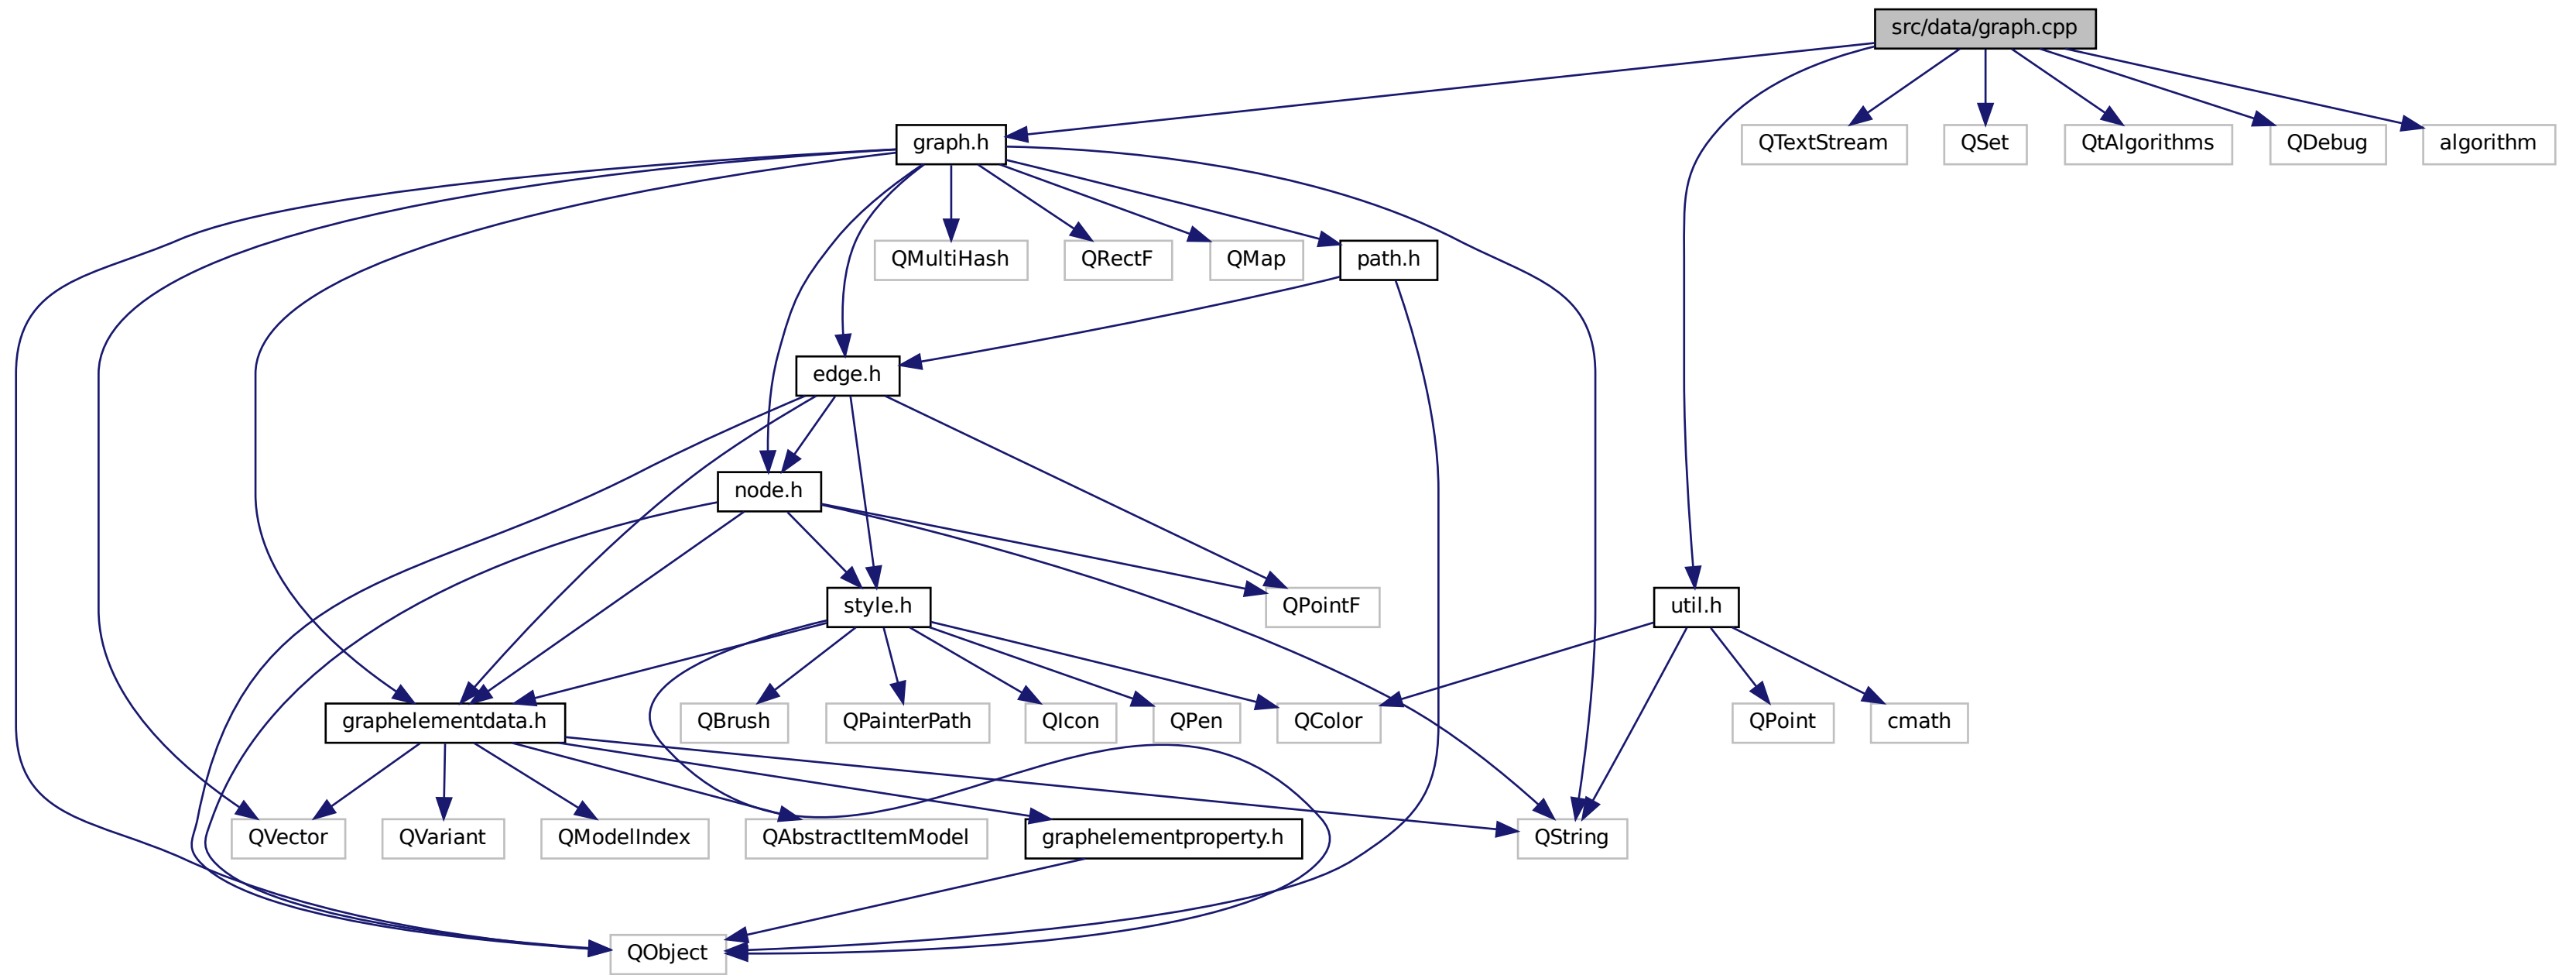 src/data/graph.cpp
graph.h
QTextStream
QSet
QtAlgorithms
QDebug
algorithm
QMultiHash
QRectF
QMap
path.h
edge.h
node.h
style.h
QPointF
util.h
graphelementdata.h
QBrush
QPainterPath
QIcon
QPen
QColor
QPoint
cmath
QVector
QVariant
QModelIndex
QAbstractItemModel
graphelementproperty.h
QString
QObject